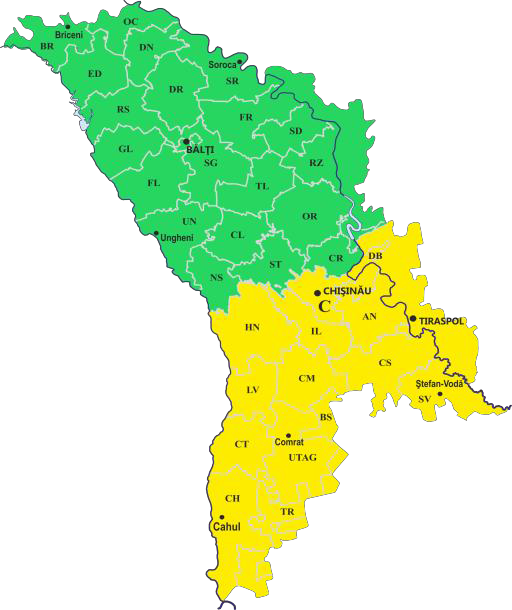 OC
Briceni
BR
DN
Soroca
ED
SR
DR
RS
FR
SD
GL
BĂLȚI
SG
RZ
FL
TL
UN
OR
Ungheni
CL
CR
DB
ST
NS
CHIȘINĂU
C
AN
TIRASPOL
HN
IL
CS
CM
Ștefan-Vodă
LV
SV
BS
CT
Comrat
UTAG
CH
TR
Cahul